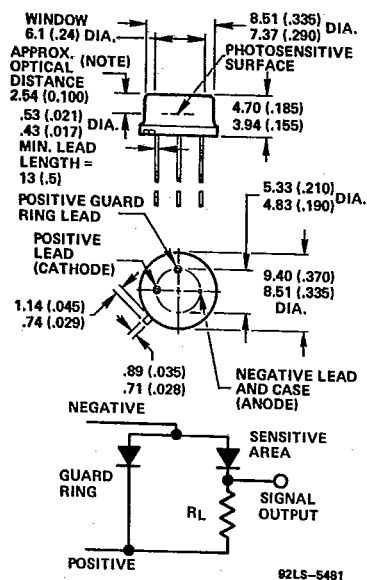 WINDOW
6.1 (.24) DIA.
8.51 (.335)
7.37 (.290)
DIA.
APPROX.
OPTICAL (NOTE)
DISTANCE
2.54 (0.100)
PHOTOSENSITIVE
SURFACE
.53 (.021)
.43 (.017)
DIA.
4.70 (.185)
3.94 (.155)
MIN. LEAD
LENGTH =
13 (.5)
POSITIVE GUARD
RING LEAD
5.33 (.210)
4.83 (.190)
DIA.
POSITIVE
LEAD
(CATHODE)
9.40 (.370)
8.51 (.335)
DIA.
1.14 (.045)
.74 (.029)
.89 (.035)
.71 (.028)
NEGATIVE LEAD
AND CASE
(ANODE)
NEGATIVE
SENSITIVE
AREA
GUARD
RING
SIGNAL
OUTPUT
RL
POSITIVE
92LS-5481